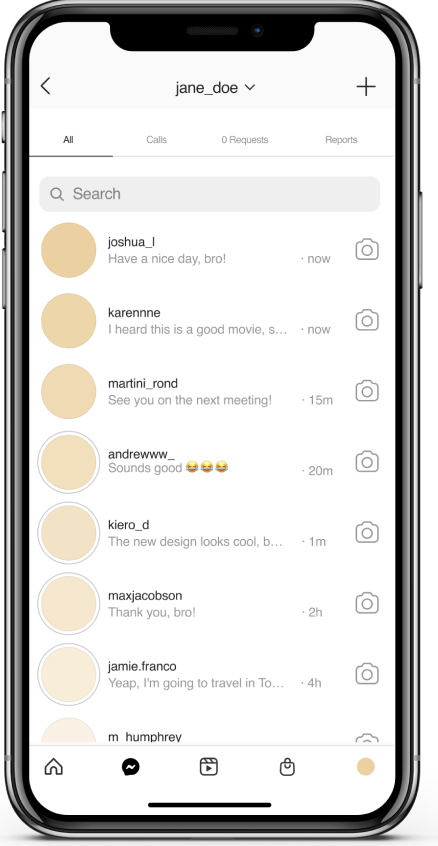 jane_doe
All Calls 0 Requests Reports
Search
joshua_l
Have a nice day, bro! · now
karennne
I heard this is a good movie, s... · now
martini_rond
See you on the next meeting! · 15m
andrewww_
Sounds good 😂😂😂 · 20m
kiero_d
The new design looks cool, b... · 1m
maxjacobson
Thank you, bro! · 2h
jamie.franco
Yeap, I'm going to travel in To... · 4h
m_humphrey